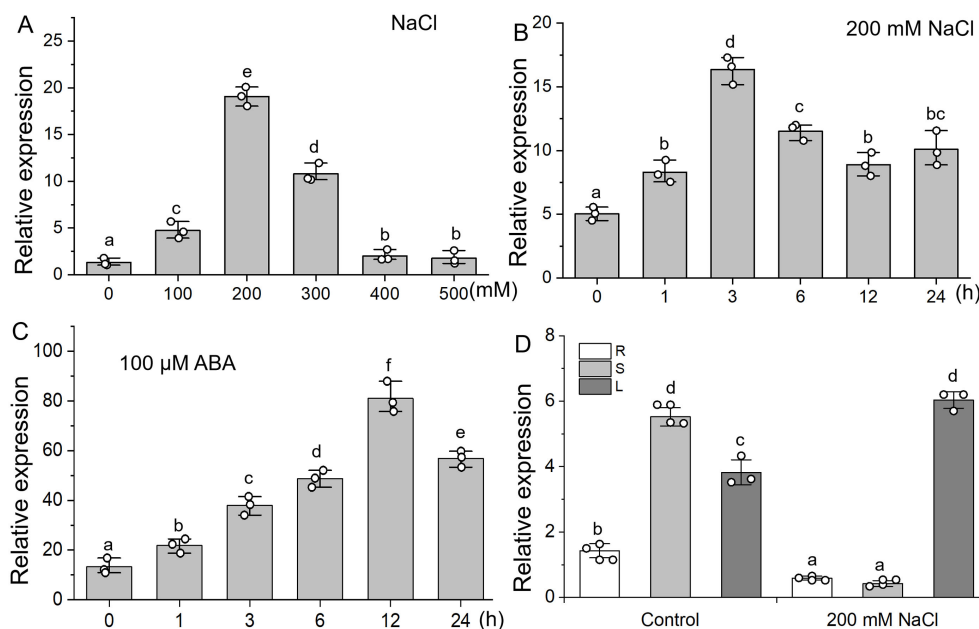 A
NaCl
Relative expression
25
20
15
10
5
0
a
c
e
d
b
b
0 100 200 300 400 500 (mM)
B
200 mM NaCl
Relative expression
20
15
10
5
0
a
b
d
c
b
bc
0 1 3 6 12 24 (h)
C
100 μM ABA
Relative expression
100
80
60
40
20
0
a
b
c
d
f
e
0 1 3 6 12 24 (h)
D
R
S
L
Relative expression
8
6
4
2
0
b
d
c
a
a
d
Control 200 mM NaCl